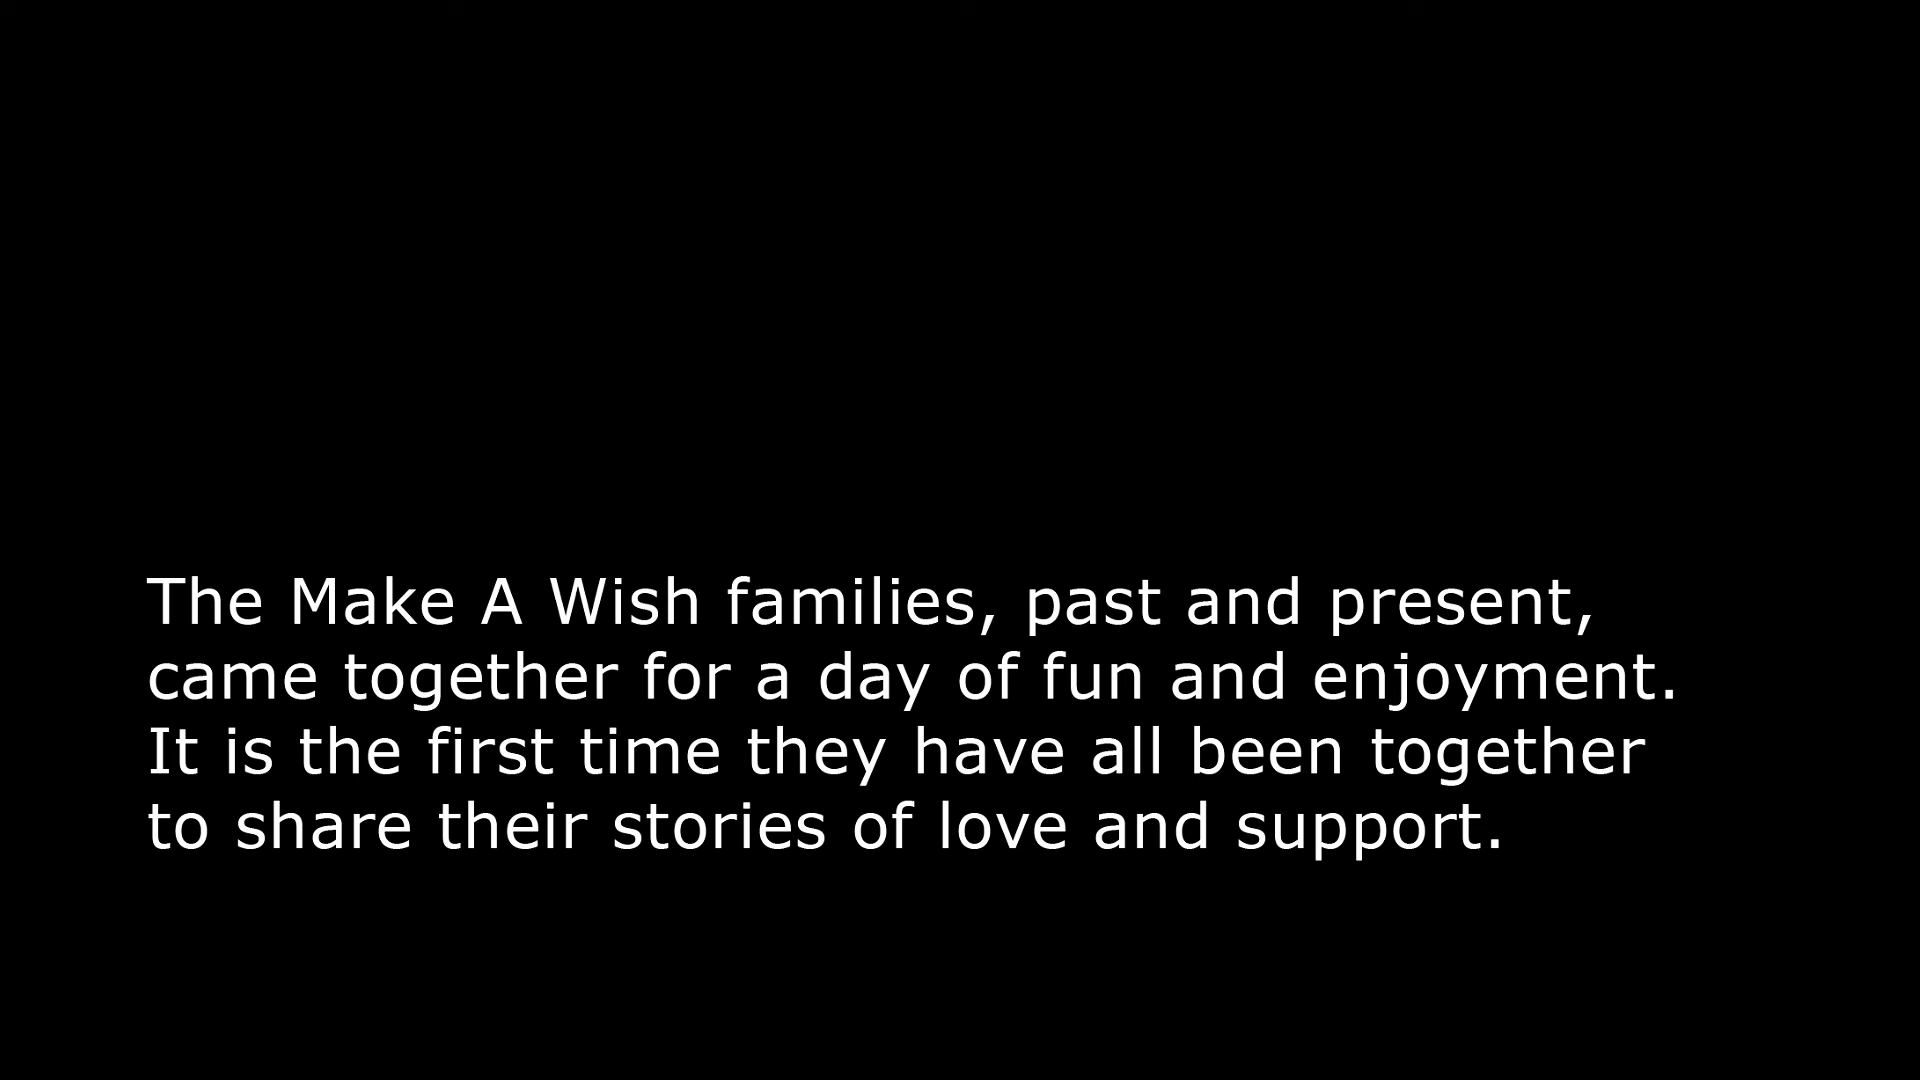 The Make A Wish families, past and present,
came together for a day of fun and enjoyment.
It is the first time they have all been together
to share their stories of love and support.